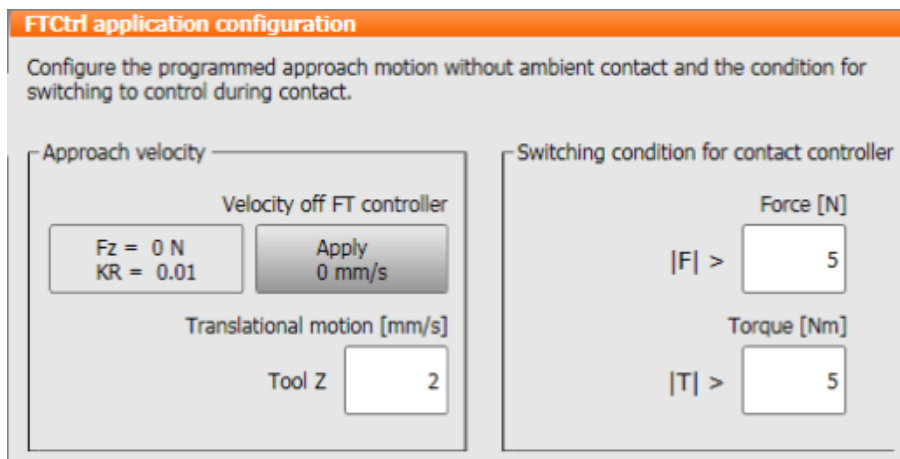 FTCtrl application configuration
Configure the programmed approach motion without ambient contact and the condition for
switching to control during contact.
Approach velocity
Velocity off FT controller
Fz = 0 N
KR = 0.01
Apply
0 mm/s
Translational motion [mm/s]
Tool Z 2
Switching condition for contact controller
Force [N]
|F| > 5
Torque [Nm]
|T| > 5